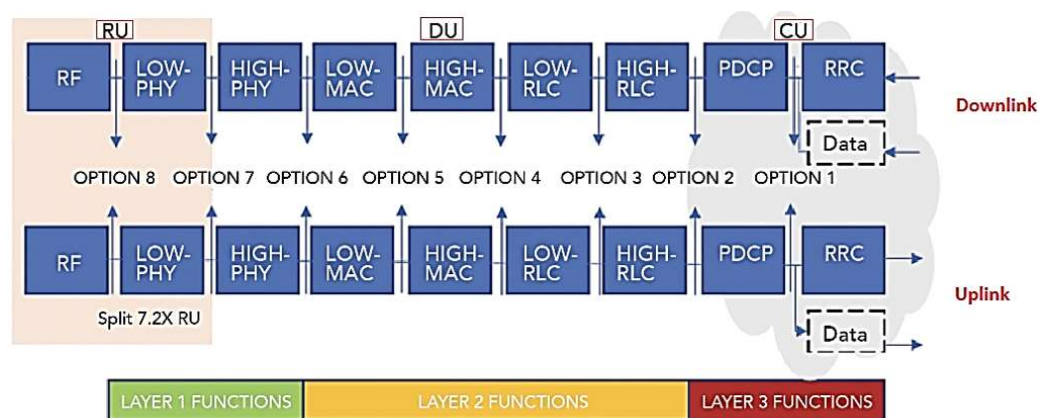 RU DU CU
RF LOW- HIGH- LOW- HIGH- LOW- HIGH- PDCP RRC
PHY PHY MAC MAC RLC RLC
Downlink
Data
OPTION 8 OPTION 7 OPTION 6 OPTION 5 OPTION 4 OPTION 3 OPTION 2 OPTION 1
RF LOW- HIGH- LOW- HIGH- LOW- HIGH- PDCP RRC
PHY PHY MAC MAC RLC RLC
Split 7.2X RU
Uplink
Data
LAYER 1 FUNCTIONS LAYER 2 FUNCTIONS LAYER 3 FUNCTIONS